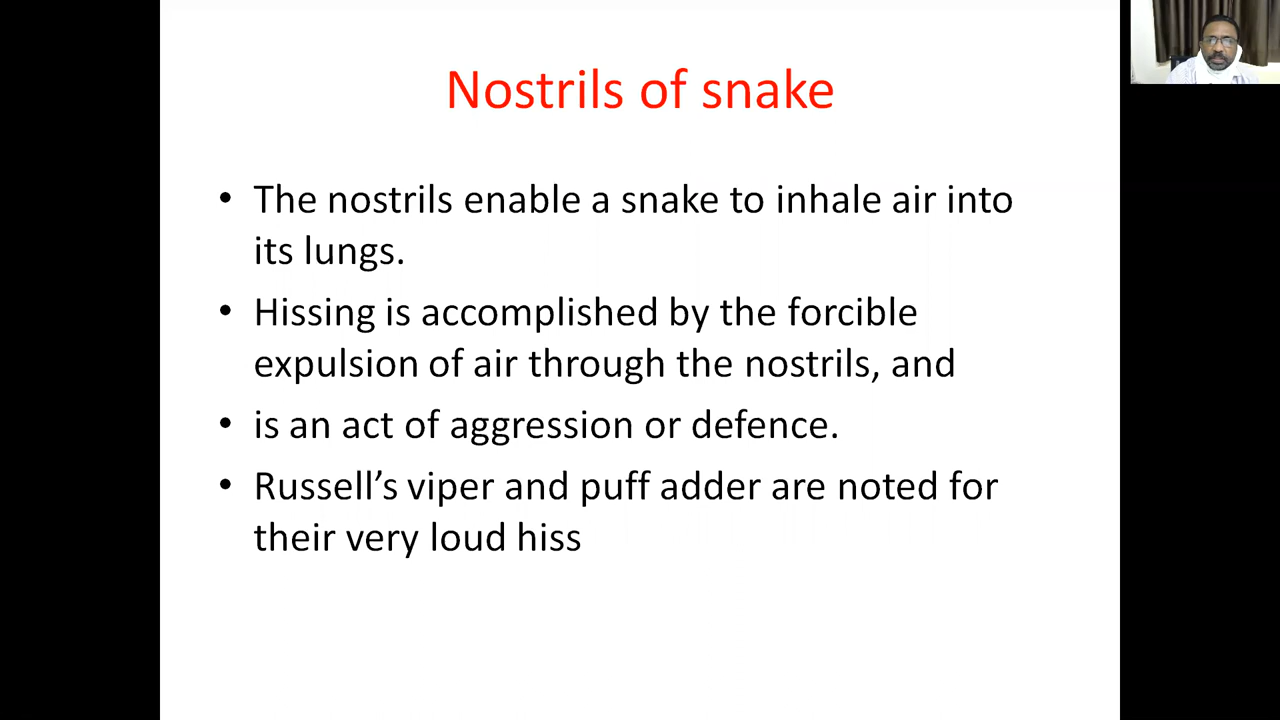 Nostrils of snake
• The nostrils enable a snake to inhale air into
its lungs.
• Hissing is accomplished by the forcible
expulsion of air through the nostrils, and
• is an act of aggression or defence.
• Russell’s viper and puff adder are noted for
their very loud hiss